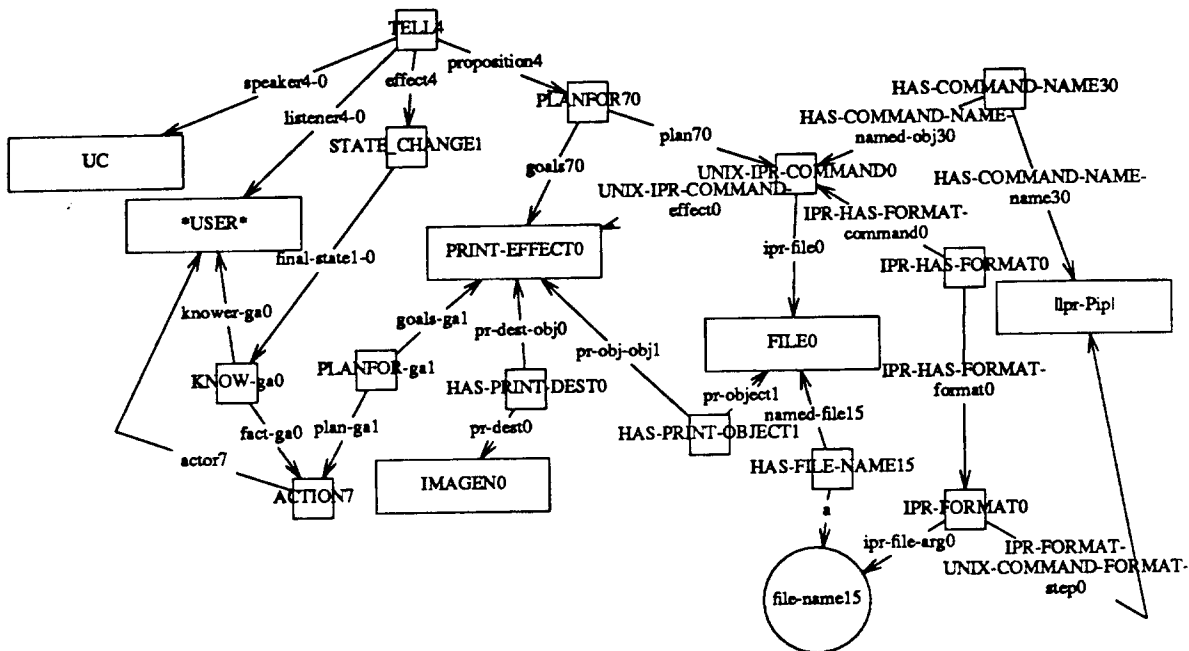 TELL4
speaker4-0
effect4
proposition4
listener4-0
UC
STATE_CHANGE1
PLANFOR70
goals70
plan70
HAS-COMMAND-NAME30
HAS-COMMAND-NAME-
named-obj30
UNIX-IPR-COMMAND0
UNIX-IPR-COMMAND-
effect0
HAS-COMMAND-NAME-
name30
*USER*
final-state1-0
PRINT-EFFECT0
ipr-file0
IPR-HAS-FORMAT-
command0
IPR-HAS-FORMAT0
|lpr-Pip|
knower-ga0
goals-ga1
pr-dest-obj0
pr-obj-obj1
FILE0
KNOW-ga0
PLANFOR-ga1
HAS-PRINT-DEST0
pr-object1
named-file15
IPR-HAS-FORMAT-
format0
fact-ga0
plan-ga1
pr-dest0
HAS-PRINT-OBJECT1
HAS-FILE-NAME15
actor7
ACTION7
IMAGEN0
a
IPR-FORMAT0
ipr-file-arg0
IPR-FORMAT-
UNIX-COMMAND-FORMAT-
step0
file-name15